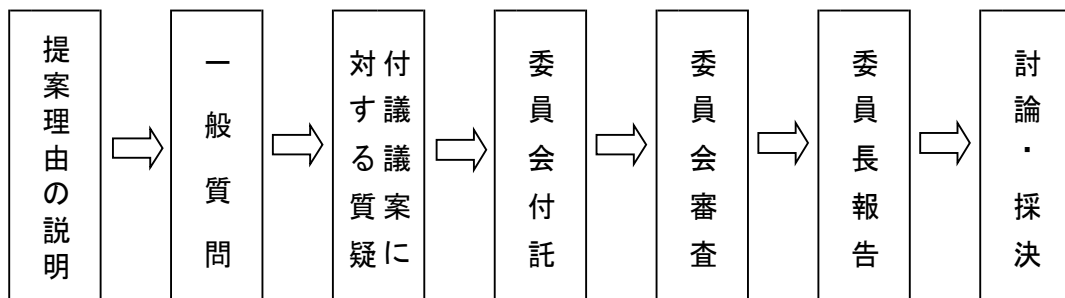 提案理由の説明
一般質問
付議議案に
対する質疑
委員会付託
委員会審査
委員長報告
討論・採決